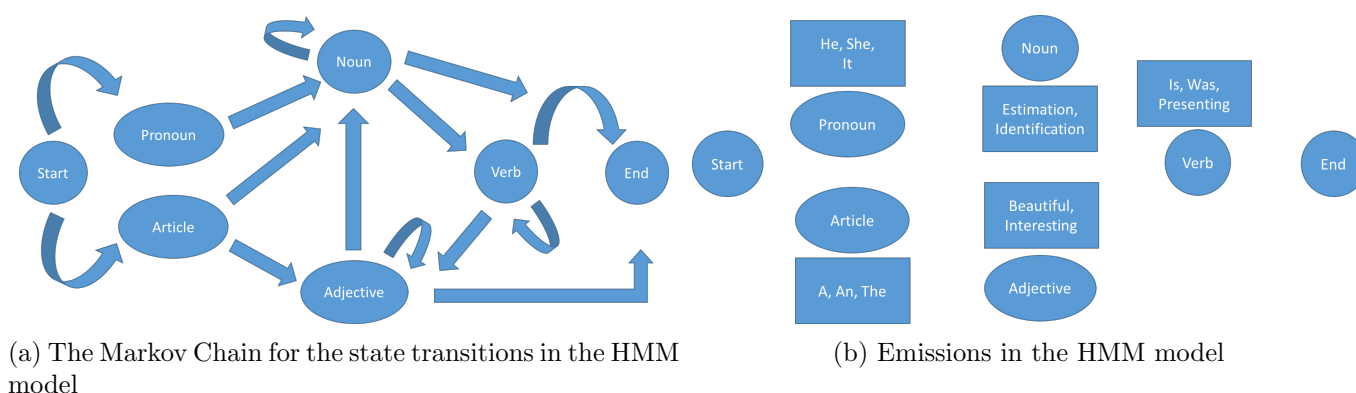 Noun
Pronoun
Start
Verb
End
Article
Adjective
(a) The Markov Chain for the state transitions in the HMM
model
He, She,
It
Noun
Is, Was,
Presenting
Estimation,
Identification
Pronoun
Start
Verb
End
Article
Beautiful,
Interesting
A, An, The
Adjective
(b) Emissions in the HMM model